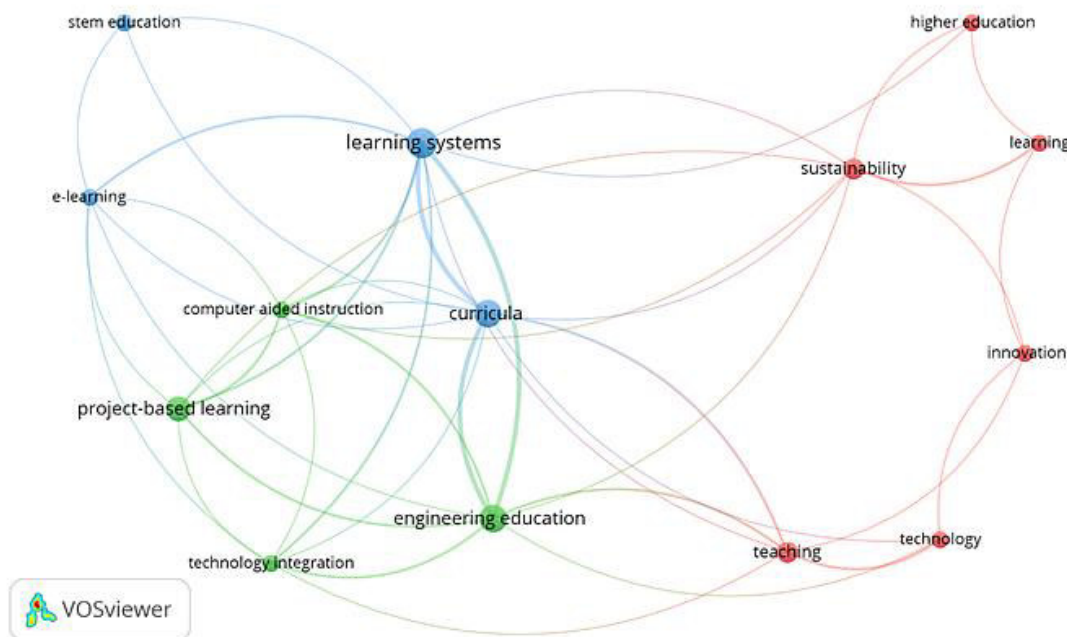 stem education
higher education
learning systems
learning
sustainability
e-learning
computer aided instruction
curricula
innovation
project-based learning
engineering education
technology
teaching
technology integration
VOSviewer